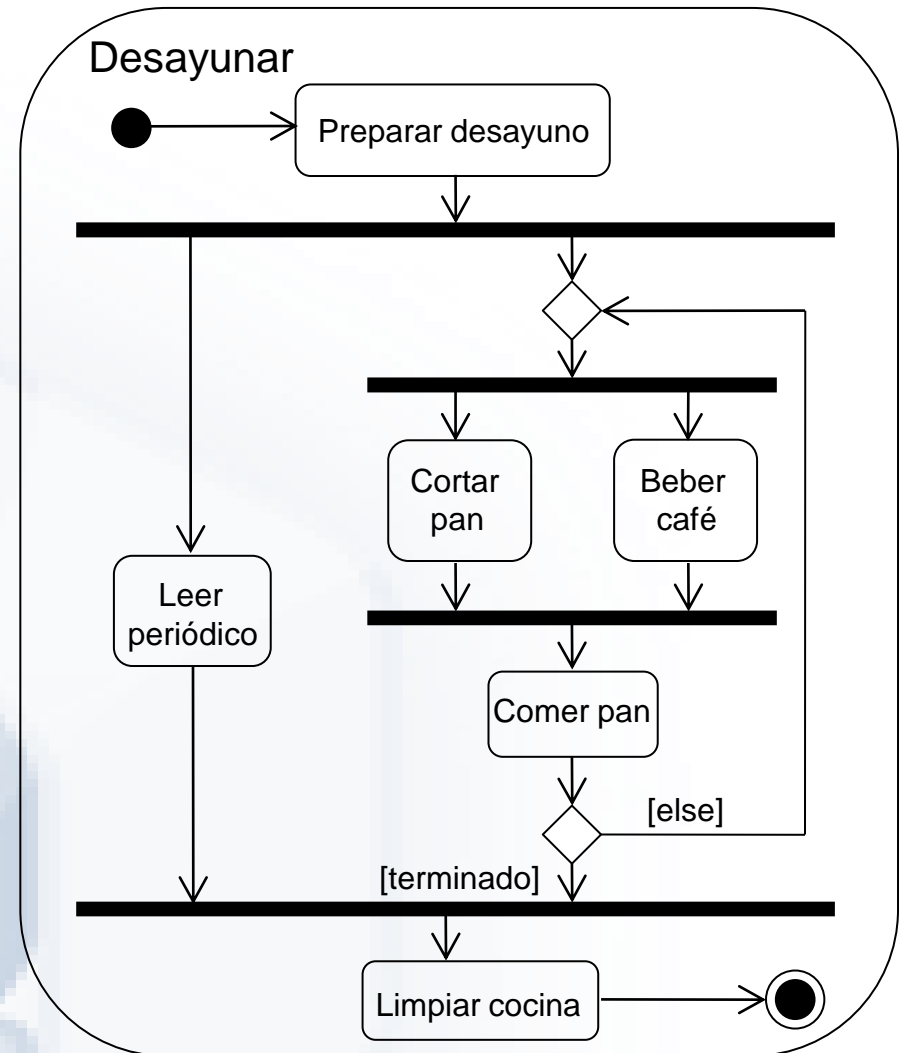 Desayunar
Preparar desayuno
Cortar
pan
Beber
café
Leer
periódico
Comer pan
[else]
[terminado]
Limpiar cocina